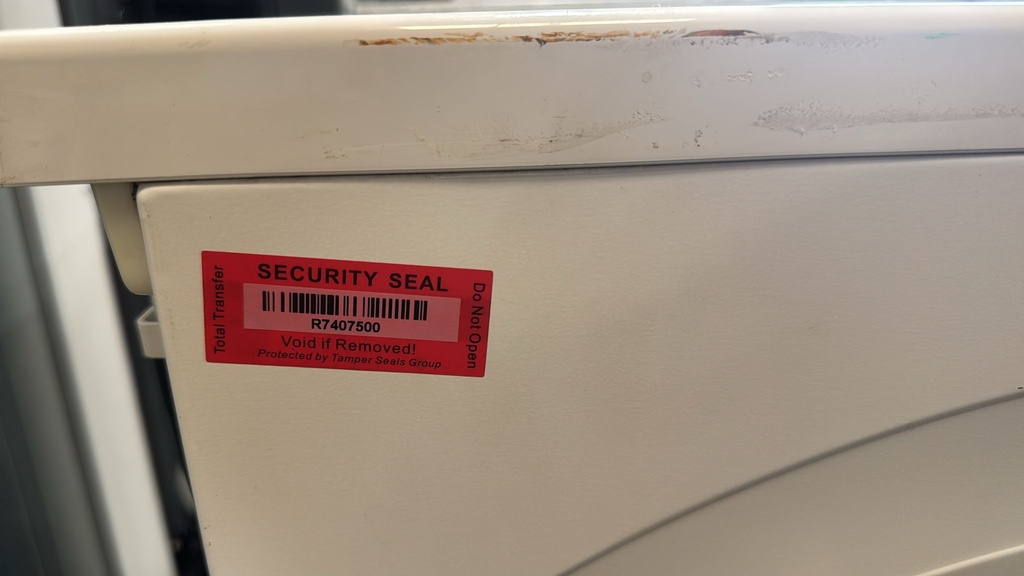 SECURITY SEAL
Total Transfer
R7407500
Do Not Open
Void if Removed!
Protected by Tamper Seals Group